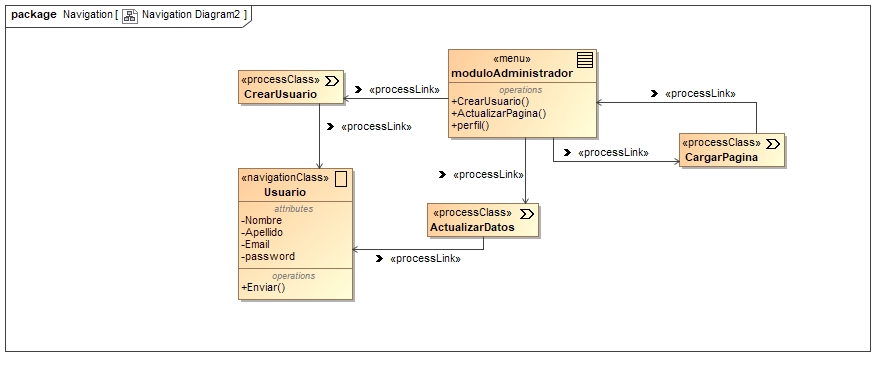 package Navigation [ Navigation Diagram2 ]
«menu»
moduloAdministrador
operations
+CrearUsuario()
+ActualizarPagina()
+perfil()
«processClass»
CrearUsuario
«processLink»
«processLink»
«processLink»
«processClass»
CargarPagina
«processLink»
«processLink»
«navigationClass»
Usuario
attributes
-Nombre
-Apellido
-Email
-password
operations
+Enviar()
«processClass»
ActualizarDatos
«processLink»